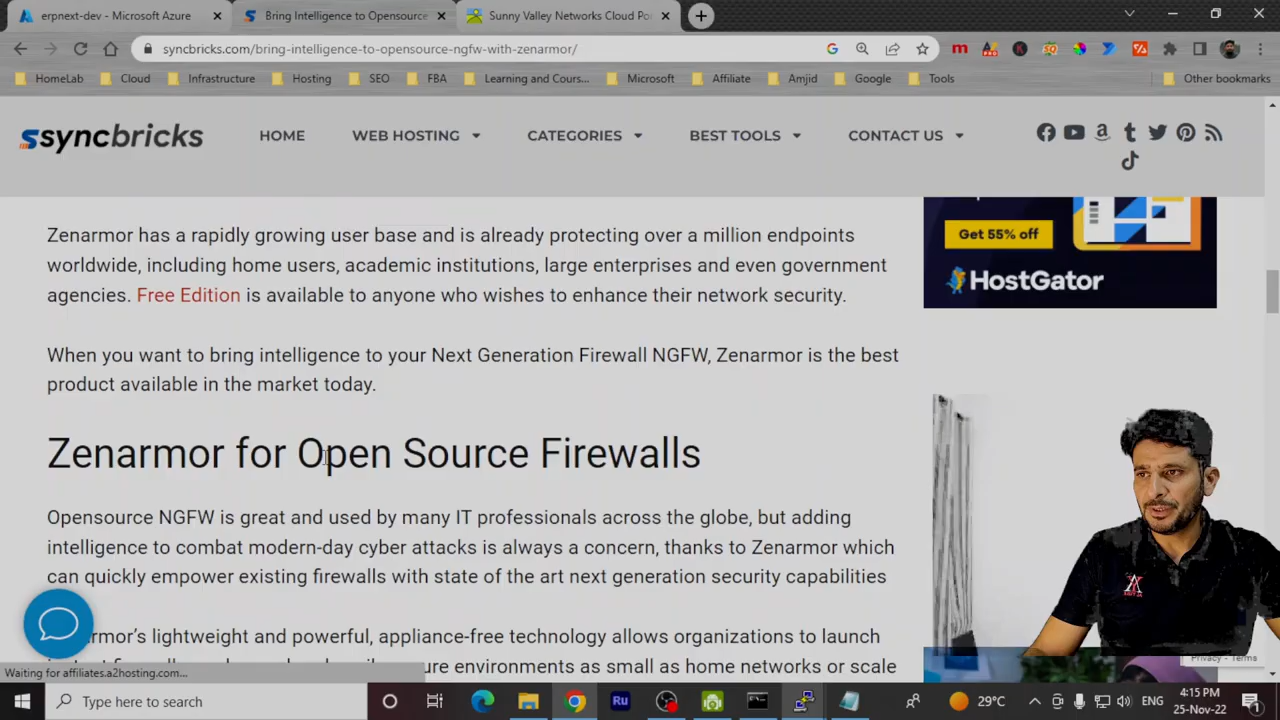 erpnext-dev - Microsoft Azure
Bring Intelligence to Opensource
Sunny Valley Networks Cloud Po
syncbricks.com/bring-intelligence-to-opensource-ngfw-with-zenarmor/
HomeLab
Cloud
Infrastructure
Hosting
SEO
FBA
Learning and Cours...
Microsoft
Affiliate
Amjid
Google
Tools
Other bookmarks
syncbricks
HOME
WEB HOSTING
CATEGORIES
BEST TOOLS
CONTACT US
Zenarmor has a rapidly growing user base and is already protecting over a million endpoints
worldwide, including home users, academic institutions, large enterprises and even government
agencies. Free Edition is available to anyone who wishes to enhance their network security.
Get 55% off
HostGator
When you want to bring intelligence to your Next Generation Firewall NGFW, Zenarmor is the best
product available in the market today.
Zenarmor for Open Source Firewalls
Opensource NGFW is great and used by many IT professionals across the globe, but adding
intelligence to combat modern-day cyber attacks is always a concern, thanks to Zenarmor which
can quickly empower existing firewalls with state of the art next generation security capabilities
armor's lightweight and powerful, appliance-free technology allows organizations to launch
environments as small as home networks or scale
Waiting for affiliates.a2hosting.com...
Privacy - Terms
Type here to search
Ru
29°C
ENG
4:15 PM
25-Nov-22